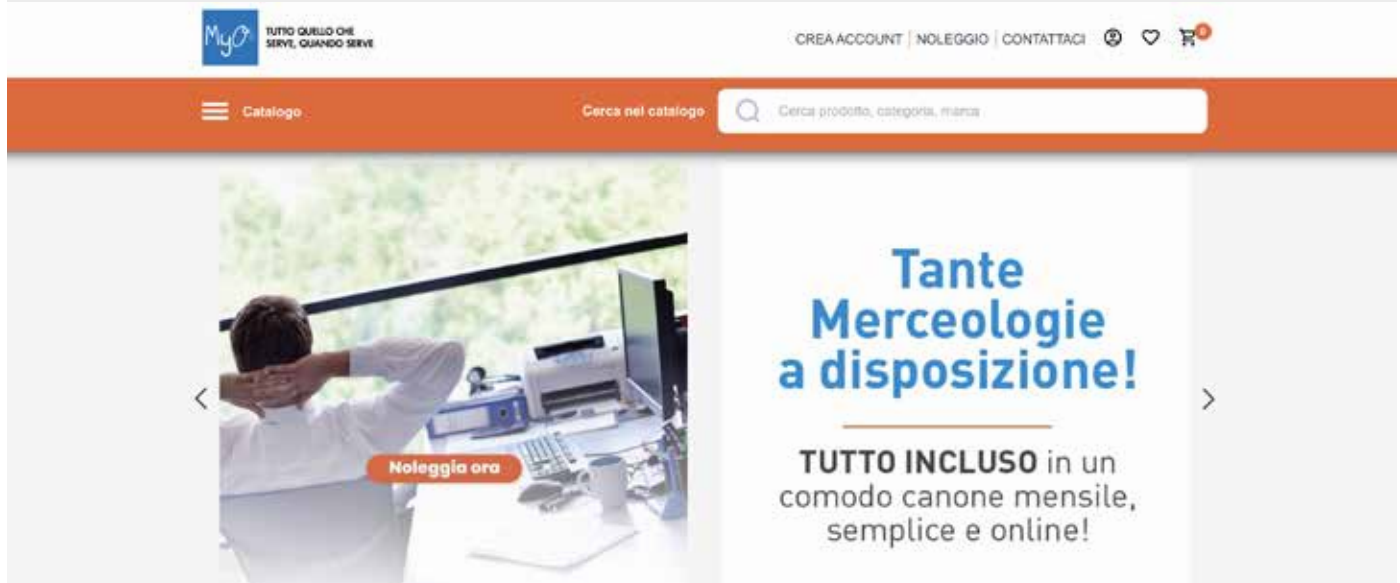 MyO
TUTTO QUELLO CHE
SERVE, QUANDO SERVE
CREA ACCOUNT | NOLEGGIO | CONTATTACI
0
Catalogo
Cerca nel catalogo
Cerca prodotto, categoria, marca
Noleggia ora
Tante
Merceologie
a disposizione!
TUTTO INCLUSO in un
comodo canone mensile,
semplice e online!